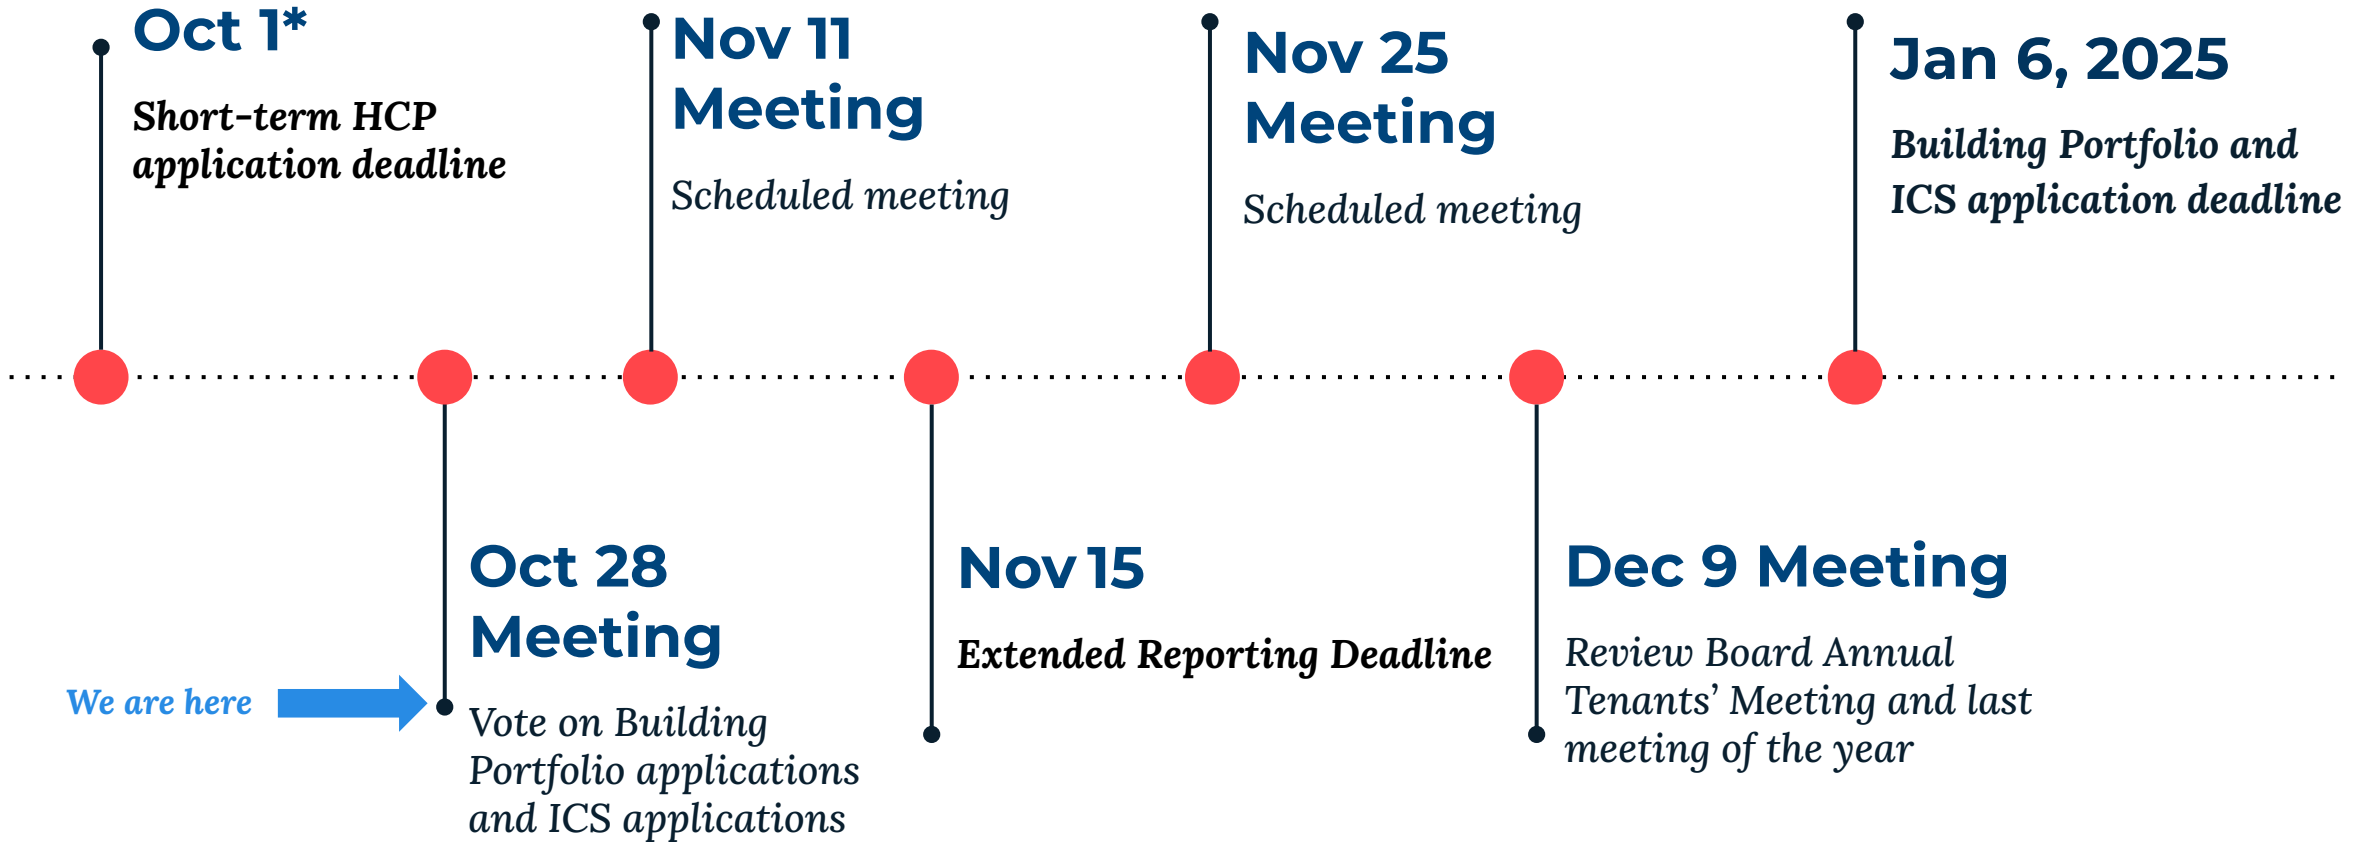 Oct 1*
Short-term HCP
application deadline
Nov 11
Meeting
Scheduled meeting
Nov 25
Meeting
Scheduled meeting
Jan 6, 2025
Building Portfolio and
ICS application deadline
We are here
Oct 28
Meeting
Vote on Building
Portfolio applications
and ICS applications
Nov 15
Extended Reporting Deadline
Dec 9 Meeting
Review Board Annual
Tenants’ Meeting and last
meeting of the year